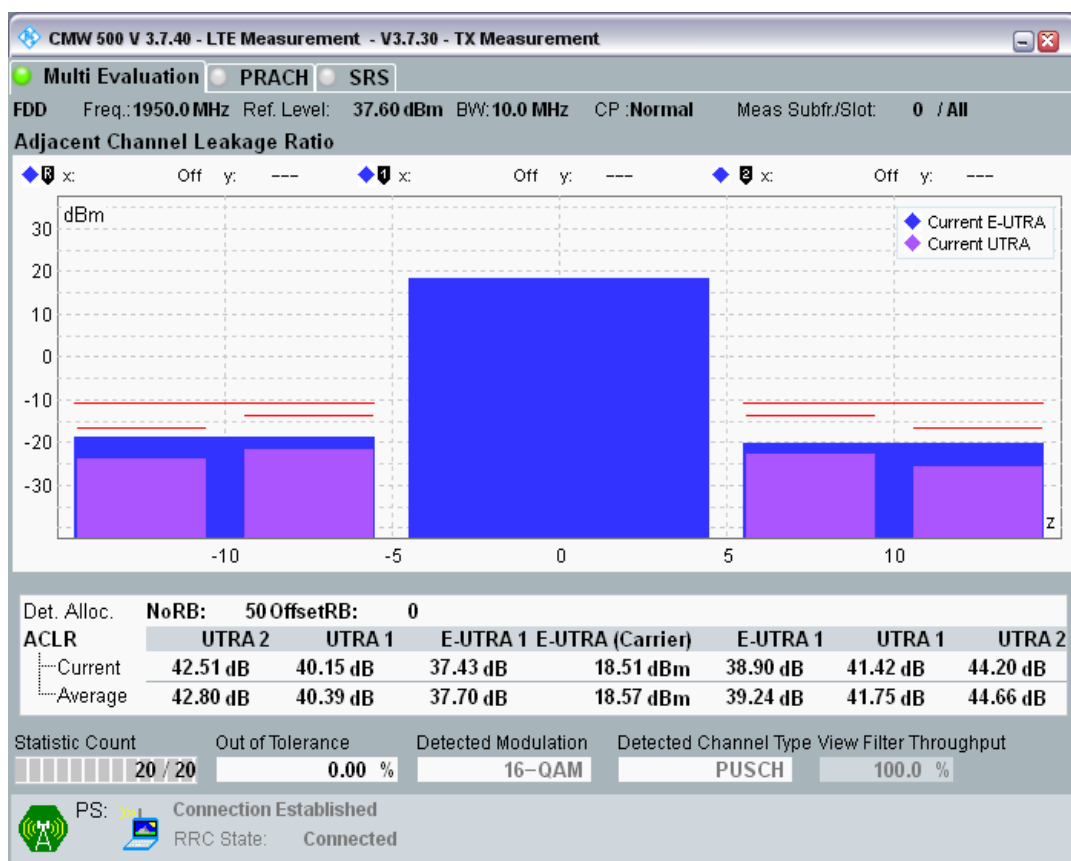 CMW 500 V 3.7.40 - LTE Measurement - V3.7.30 - TX Measurement
Multi Evaluation PRACH SRS
FDD Freq.: 1950.0 MHz Ref. Level: 37.60 dBm BW: 10.0 MHz CP :Normal Meas Subfr./Slot: 0 / All
Adjacent Channel Leakage Ratio
R x: Off y: --- 1 x: Off y: --- 2 x: Off y: ---
dBm
Current E-UTRA
Current UTRA
30
20
10
0
-10
-20
-30
z
-10 -5 0 5 10
Det. Alloc. NoRB: 50 OffsetRB: 0
ACLR UTRA 2 UTRA 1 E-UTRA 1 E-UTRA (Carrier) E-UTRA 1 UTRA 1 UTRA 2
Current 42.51 dB 40.15 dB 37.43 dB 18.51 dBm 38.90 dB 41.42 dB 44.20 dB
Average 42.80 dB 40.39 dB 37.70 dB 18.57 dBm 39.24 dB 41.75 dB 44.66 dB
Statistic Count Out of Tolerance Detected Modulation Detected Channel Type View Filter Throughput
20 / 20 0.00 % 16-QAM PUSCH 100.0 %
PS: Connection Established
RRC State: Connected